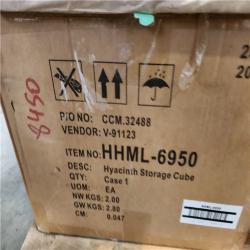 P\O NO: CCM.32488
VENDOR: V-91123
ITEM NO: HHML-6950
DESC: Hyacinth Storage Cube
QTY: Case 1
UOM: EA
NW KGS: 2.00
GW KGS: 2.80
CM: 0.047
8450